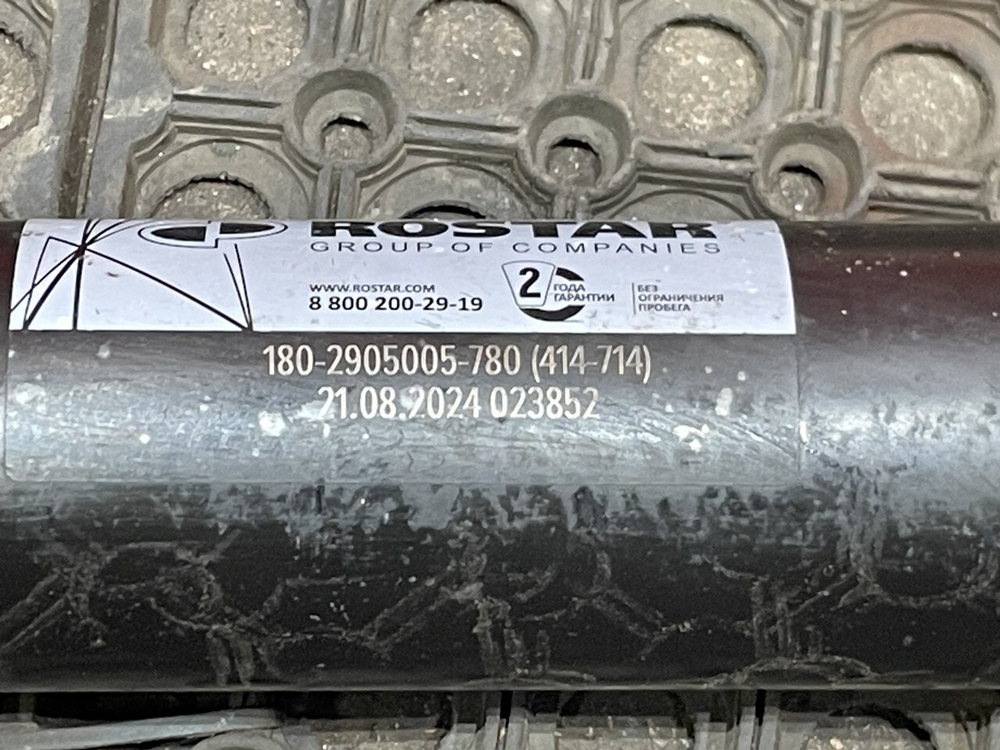 ROSTAR
GROUP OF COMPANIES
WWW.ROSTAR.COM
8 800 200-29-19
2 ГОДА
ГАРАНТИИ
БЕЗ
ОГРАНИЧЕНИЯ
ПРОБЕГА
180-2905005-780 (414-714)
21.08.2024 023852